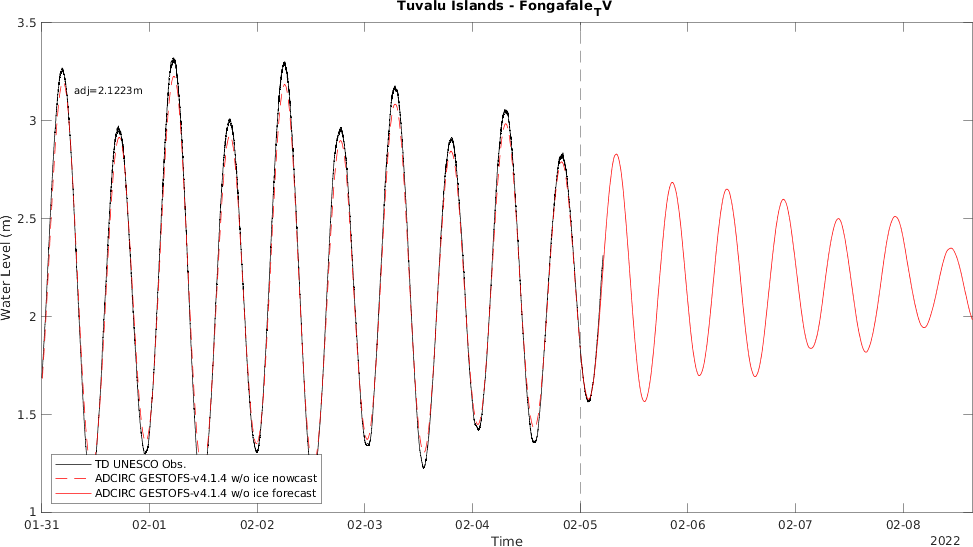 Tuvalu Islands - Fongafale_TV
3.5
3
2.5
2
1.5
1
Water Level (m)
adj=2.1223m
TD UNESCO Obs.
ADCIRC GESTOFS-v4.1.4 w/o ice nowcast
ADCIRC GESTOFS-v4.1.4 w/o ice forecast
01-31 02-01 02-02 02-03 02-04 02-05 02-06 02-07 02-08
Time
2022